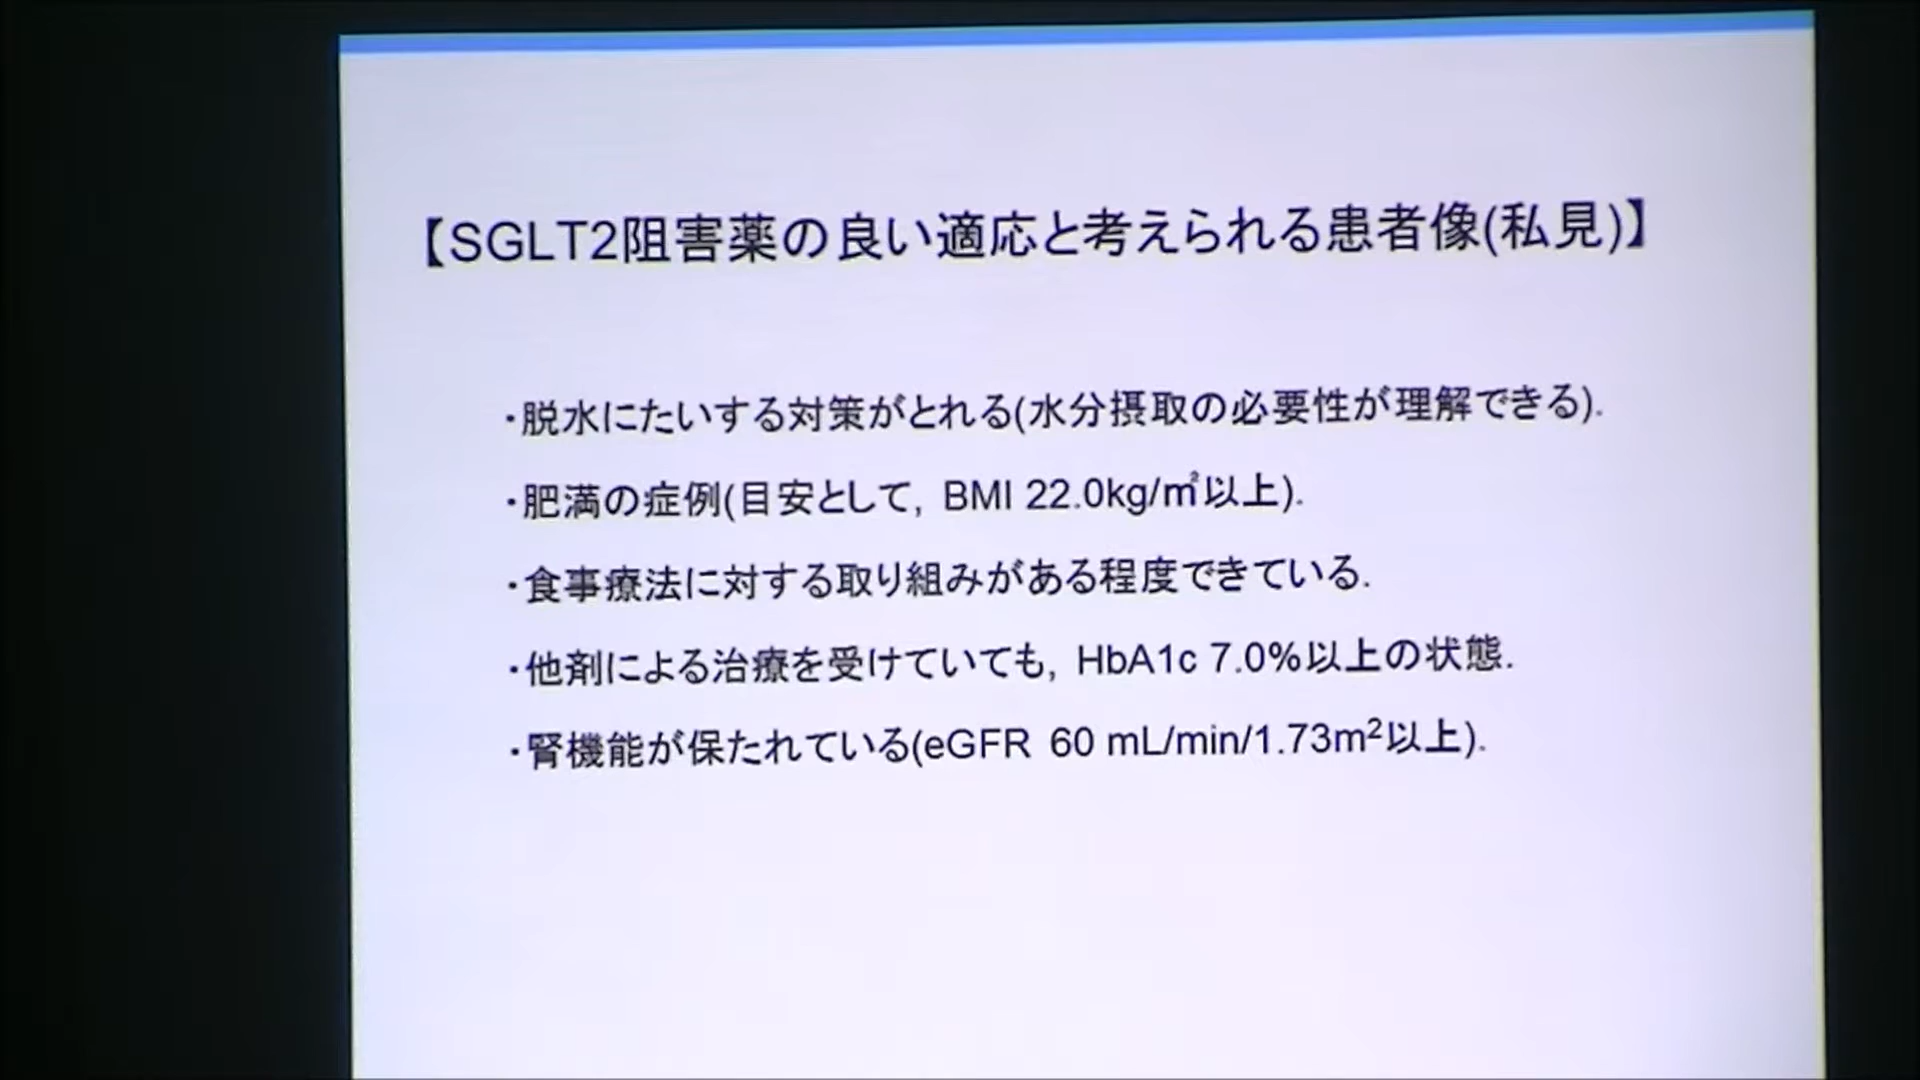 【SGLT2阻害薬の良い適応と考えられる患者像(私見)】
・脱水にたいする対策がとれる(水分摂取の必要性が理解できる).
・肥満の症例(目安として, BMI 22.0kg/㎡以上).
・食事療法に対する取り組みがある程度できている.
・他剤による治療を受けていても, HbA1c 7.0%以上の状態.
・腎機能が保たれている(eGFR 60 mL/min/1.73m²以上).